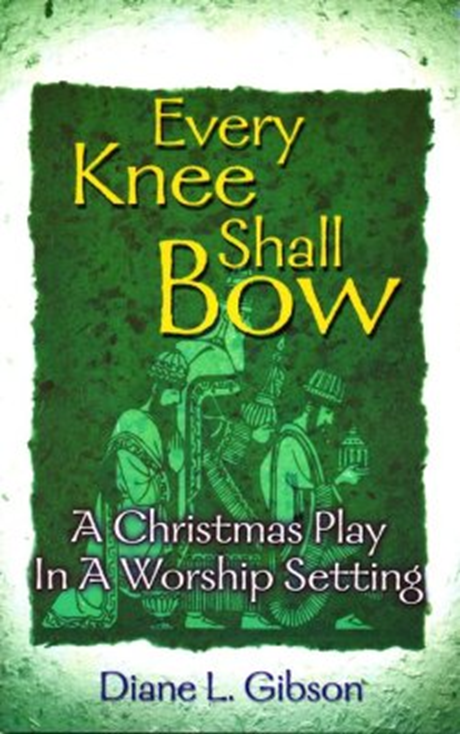 Every
Knee
Shall
Bow
A Christmas Play
In A Worship Setting
Diane L. Gibson